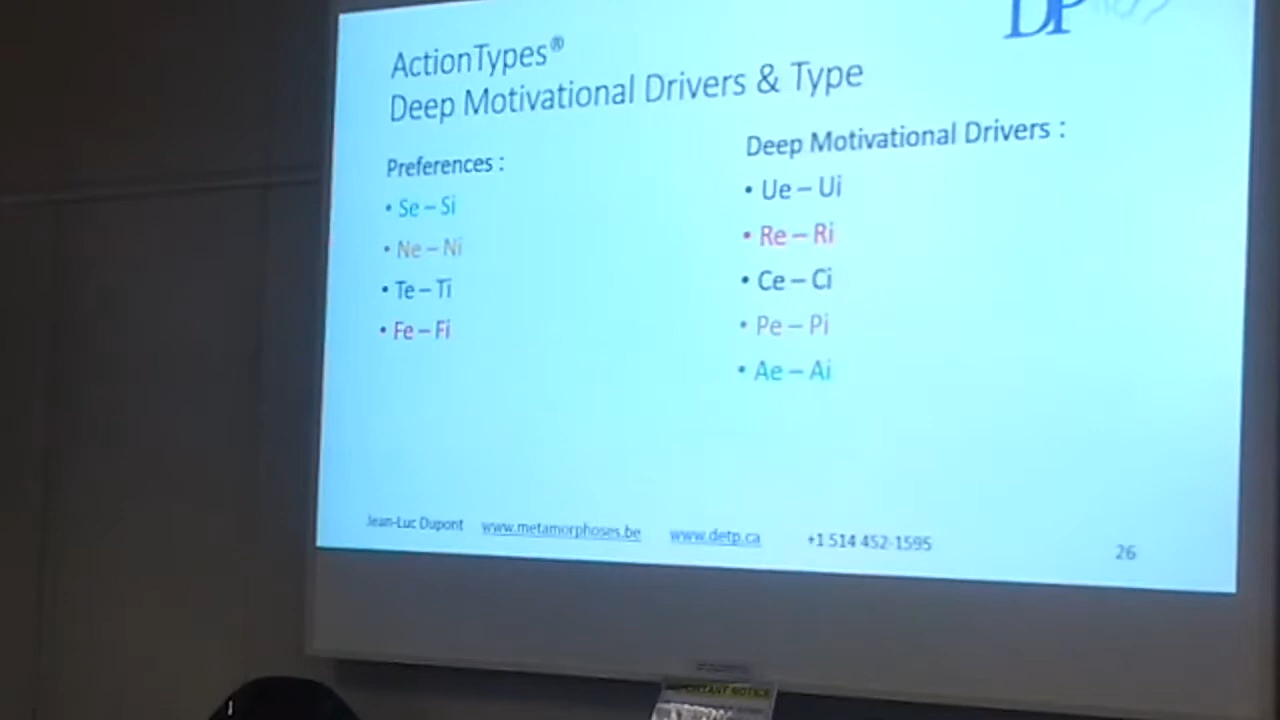 DP
ActionTypes®
Deep Motivational Drivers & Type
Preferences :
• Se – Si
• Ne – Ni
• Te – Ti
• Fe – Fi
Deep Motivational Drivers :
• Ue – Ui
• Re – Ri
• Ce – Ci
• Pe – Pi
• Ae – Ai
Jean-Luc Dupont www.metamorphoses.be www.detp.ca +1 514 452-1595 26
IMPORTANT NOTICE